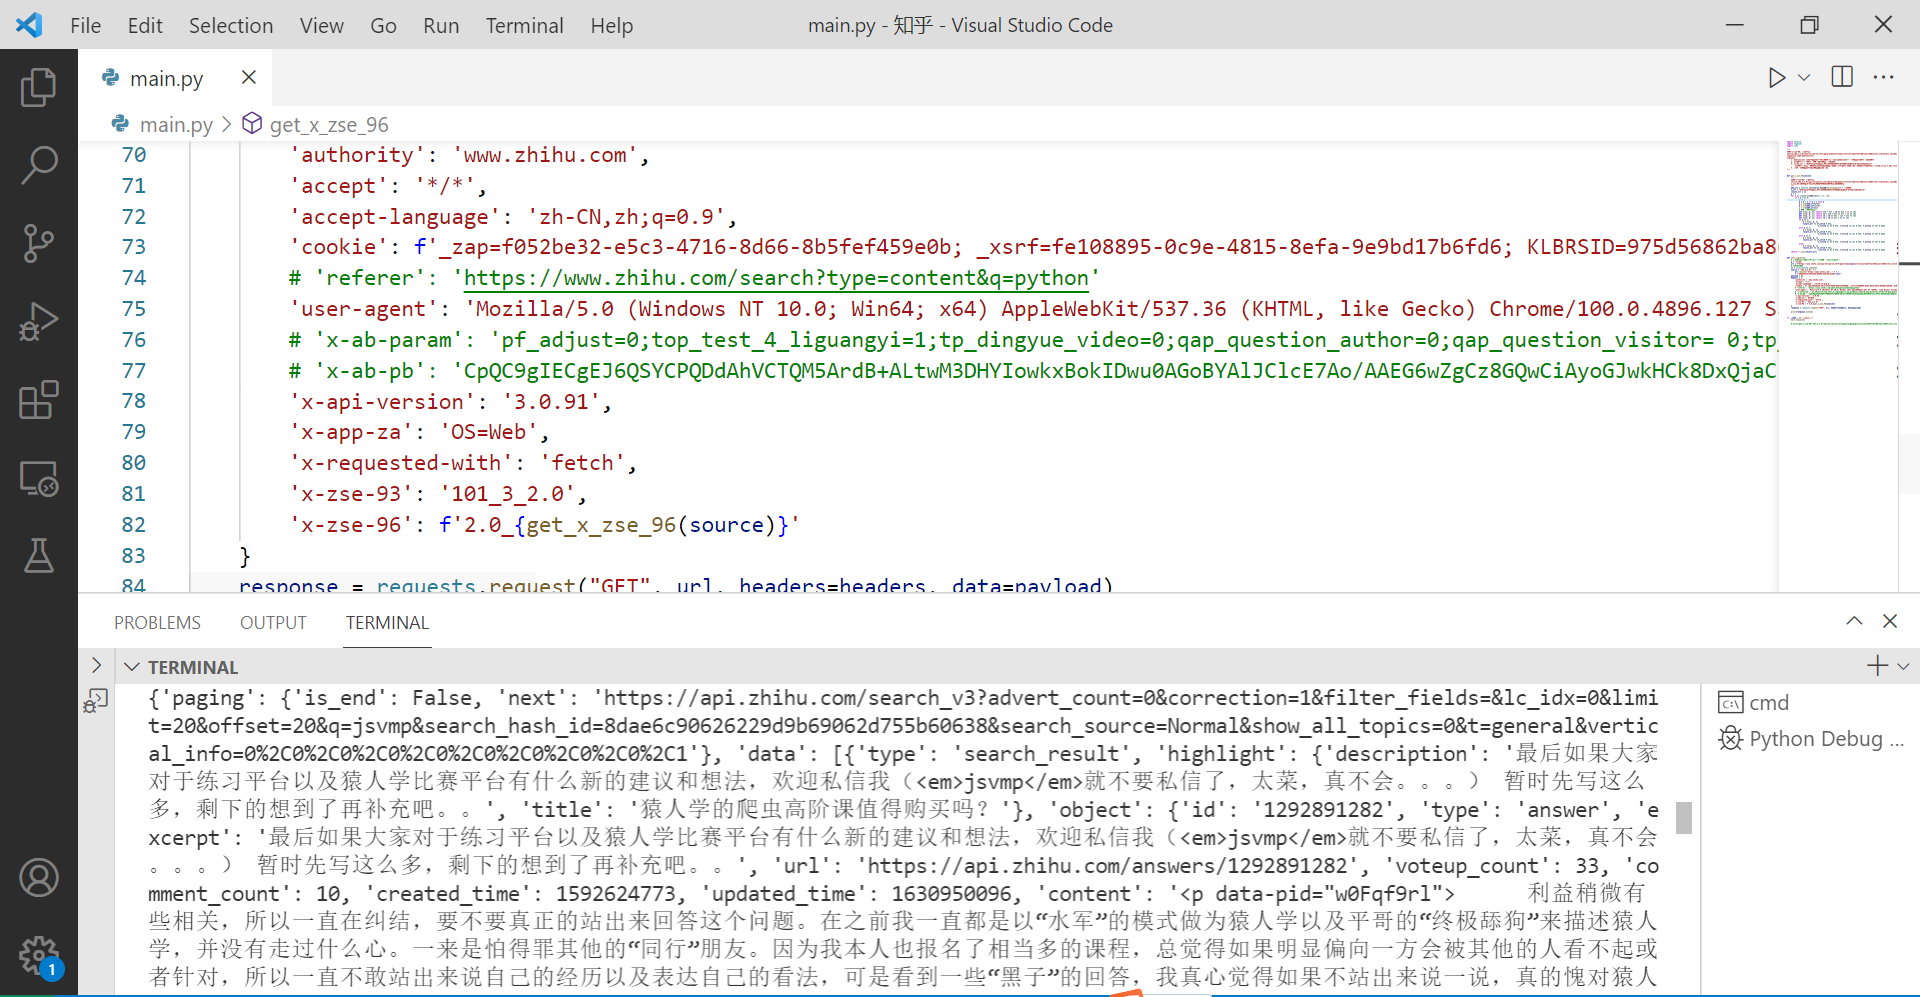 File Edit Selection View Go Run Terminal Help main.py - 知乎 - Visual Studio Code
main.py
main.py > get_x_zse_96
70 'authority': 'www.zhihu.com',
71 'accept': '*/*',
72 'accept-language': 'zh-CN,zh;q=0.9',
73 'cookie': f'_zap=f052be32-e5c3-4716-8d66-8b5fef459e0b; _xsrf=fe108895-0c9e-4815-8efa-9e9bd17b6fd6; KLBRSID=975d56862ba8
74 # 'referer': 'https://www.zhihu.com/search?type=content&q=python'
75 'user-agent': 'Mozilla/5.0 (Windows NT 10.0; Win64; x64) AppleWebKit/537.36 (KHTML, like Gecko) Chrome/100.0.4896.127 S
76 # 'x-ab-param': 'pf_adjust=0;top_test_4_liguangyi=1;tp_dingyue_video=0;qap_question_author=0;qap_question_visitor= 0;tp_
77 # 'x-ab-pb': 'CpQC9gIECgEJ6QSYCPQDdAhVCTQM5ArdB+ALtwM3DHYIowkxBokIDwu0AGoBYAlJClcE7Ao/AAEG6wZgCz8GQwCiAyoGJwkHCk8DxQjaC
78 'x-api-version': '3.0.91',
79 'x-app-za': 'OS=Web',
80 'x-requested-with': 'fetch',
81 'x-zse-93': '101_3_2.0',
82 'x-zse-96': f'2.0_{get_x_zse_96(source)}'
83 }
84 response = requests.request("GET", url, headers=headers, data=payload)
PROBLEMS OUTPUT TERMINAL
TERMINAL
{'paging': {'is_end': False, 'next': 'https://api.zhihu.com/search_v3?advert_count=0&correction=1&filter_fields=&lc_idx=0&limi
t=20&offset=20&q=jsvmp&search_hash_id=8dae6c90626229d9b69062d755b60638&search_source=Normal&show_all_topics=0&t=general&vertic
al_info=0%2C0%2C0%2C0%2C0%2C0%2C0%2C0%2C0%2C1'}, 'data': [{'type': 'search_result', 'highlight': {'description': '最后如果大家
对于练习平台以及猿人学比赛平台有什么新的建议和想法，欢迎私信我（<em>jsvmp</em>就不要私信了，太菜，真不会。。。） 暂时先写这么
多，剩下的想到了再补充吧。。', 'title': '猿人学的爬虫高阶课值得购买吗？'}, 'object': {'id': '1292891282', 'type': 'answer', 'e
xcerpt': '最后如果大家对于练习平台以及猿人学比赛平台有什么新的建议和想法，欢迎私信我（<em>jsvmp</em>就不要私信了，太菜，真不会
。。。） 暂时先写这么多，剩下的想到了再补充吧。。', 'url': 'https://api.zhihu.com/answers/1292891282', 'voteup_count': 33, 'co
mment_count': 10, 'created_time': 1592624773, 'updated_time': 1630950096, 'content': '<p data-pid="w0Fqf9rl"> 利益稍微有
些相关，所以一直在纠结，要不要真正的站出来回答这个问题。在之前我一直都是以“水军”的模式做为猿人学以及平哥的“终极舔狗”来描述猿人
学，并没有走过什么心。一来是怕得罪其他的“同行”朋友。因为我本人也报名了相当多的课程，总觉得如果明显偏向一方会被其他的人看不起或
者针对，所以一直不敢站出来说自己的经历以及表达自己的看法，可是看到一些“黑子”的回答，我真心觉得如果不站出来说一说，真的愧对猿人
cmd
Python Debug ...
1